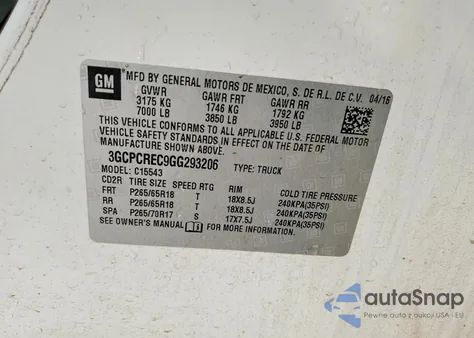 GM
MFD BY GENERAL MOTORS DE MEXICO, S. DE R.L. DE C.V. 04/16
GVWR GAWR FRT GAWR RR
3175 KG 1746 KG 1792 KG
7000 LB 3850 LB 3950 LB
THIS VEHICLE CONFORMS TO ALL APPLICABLE U.S. FEDERAL MOTOR
VEHICLE SAFETY STANDARDS IN EFFECT ON THE DATE OF
MANUFACTURE SHOWN ABOVE.
3GCPCREC9GG293206 TYPE: TRUCK
MODEL: C15543
CD2R TIRE SIZE SPEED RTG RIM COLD TIRE PRESSURE
FRT P265/65R18 T 18X8.5J 240KPA(35PSI)
RR P265/65R18 T 18X8.5J 240KPA(35PSI)
SPA P265/70R17 S 17X7.5J 240KPA(35PSI)
SEE OWNER'S MANUAL FOR MORE INFORMATION
autoSnap
Pewne auta z aukcji USA - EU